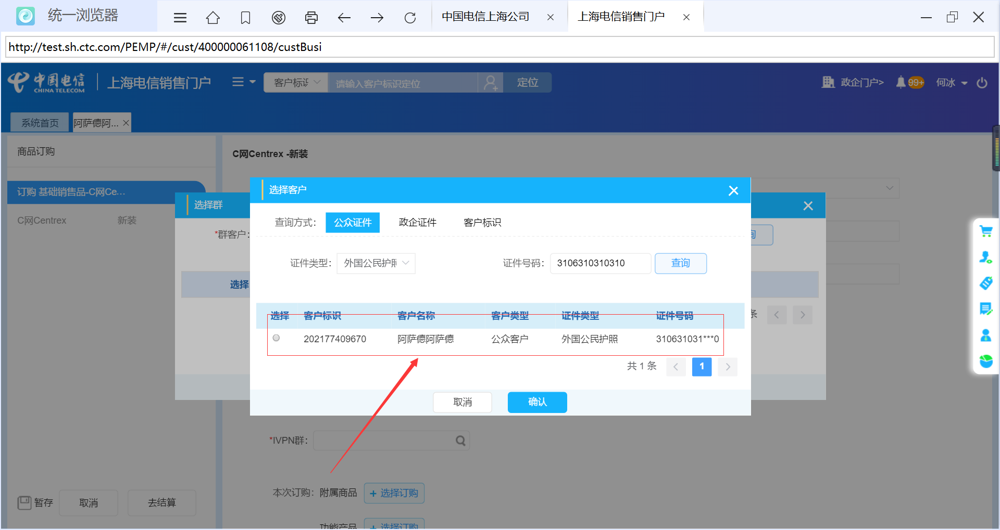 统一浏览器
中国电信上海公司
上海电信销售门户
http://test.sh.ctc.com/PEMP/#/cust/400000061108/custBusi
中国电信
CHINA TELECOM
上海电信销售门户
客户标识
请输入客户标识定位
定位
政企门户>
99+
何冰
系统首页
阿萨德阿...
商品订购
C网Centrex -新装
订购 基础销售品-C网Ce...
C网Centrex 新装
选择群
*群客户:
选择
条
选择客户
查询方式: 公众证件 政企证件 客户标识
证件类型: 外国公民护照
证件号码: 3106310310310 查询
选择 客户标识 客户名称 客户类型 证件类型 证件号码
202177409670 阿萨德阿萨德 公众客户 外国公民护照 310631031***0
共 1 条 1
取消 确认
*IVPN群:
本次订购: 附属商品 + 选择订购
功能产品 + 选择订购
暂存 取消 去结算